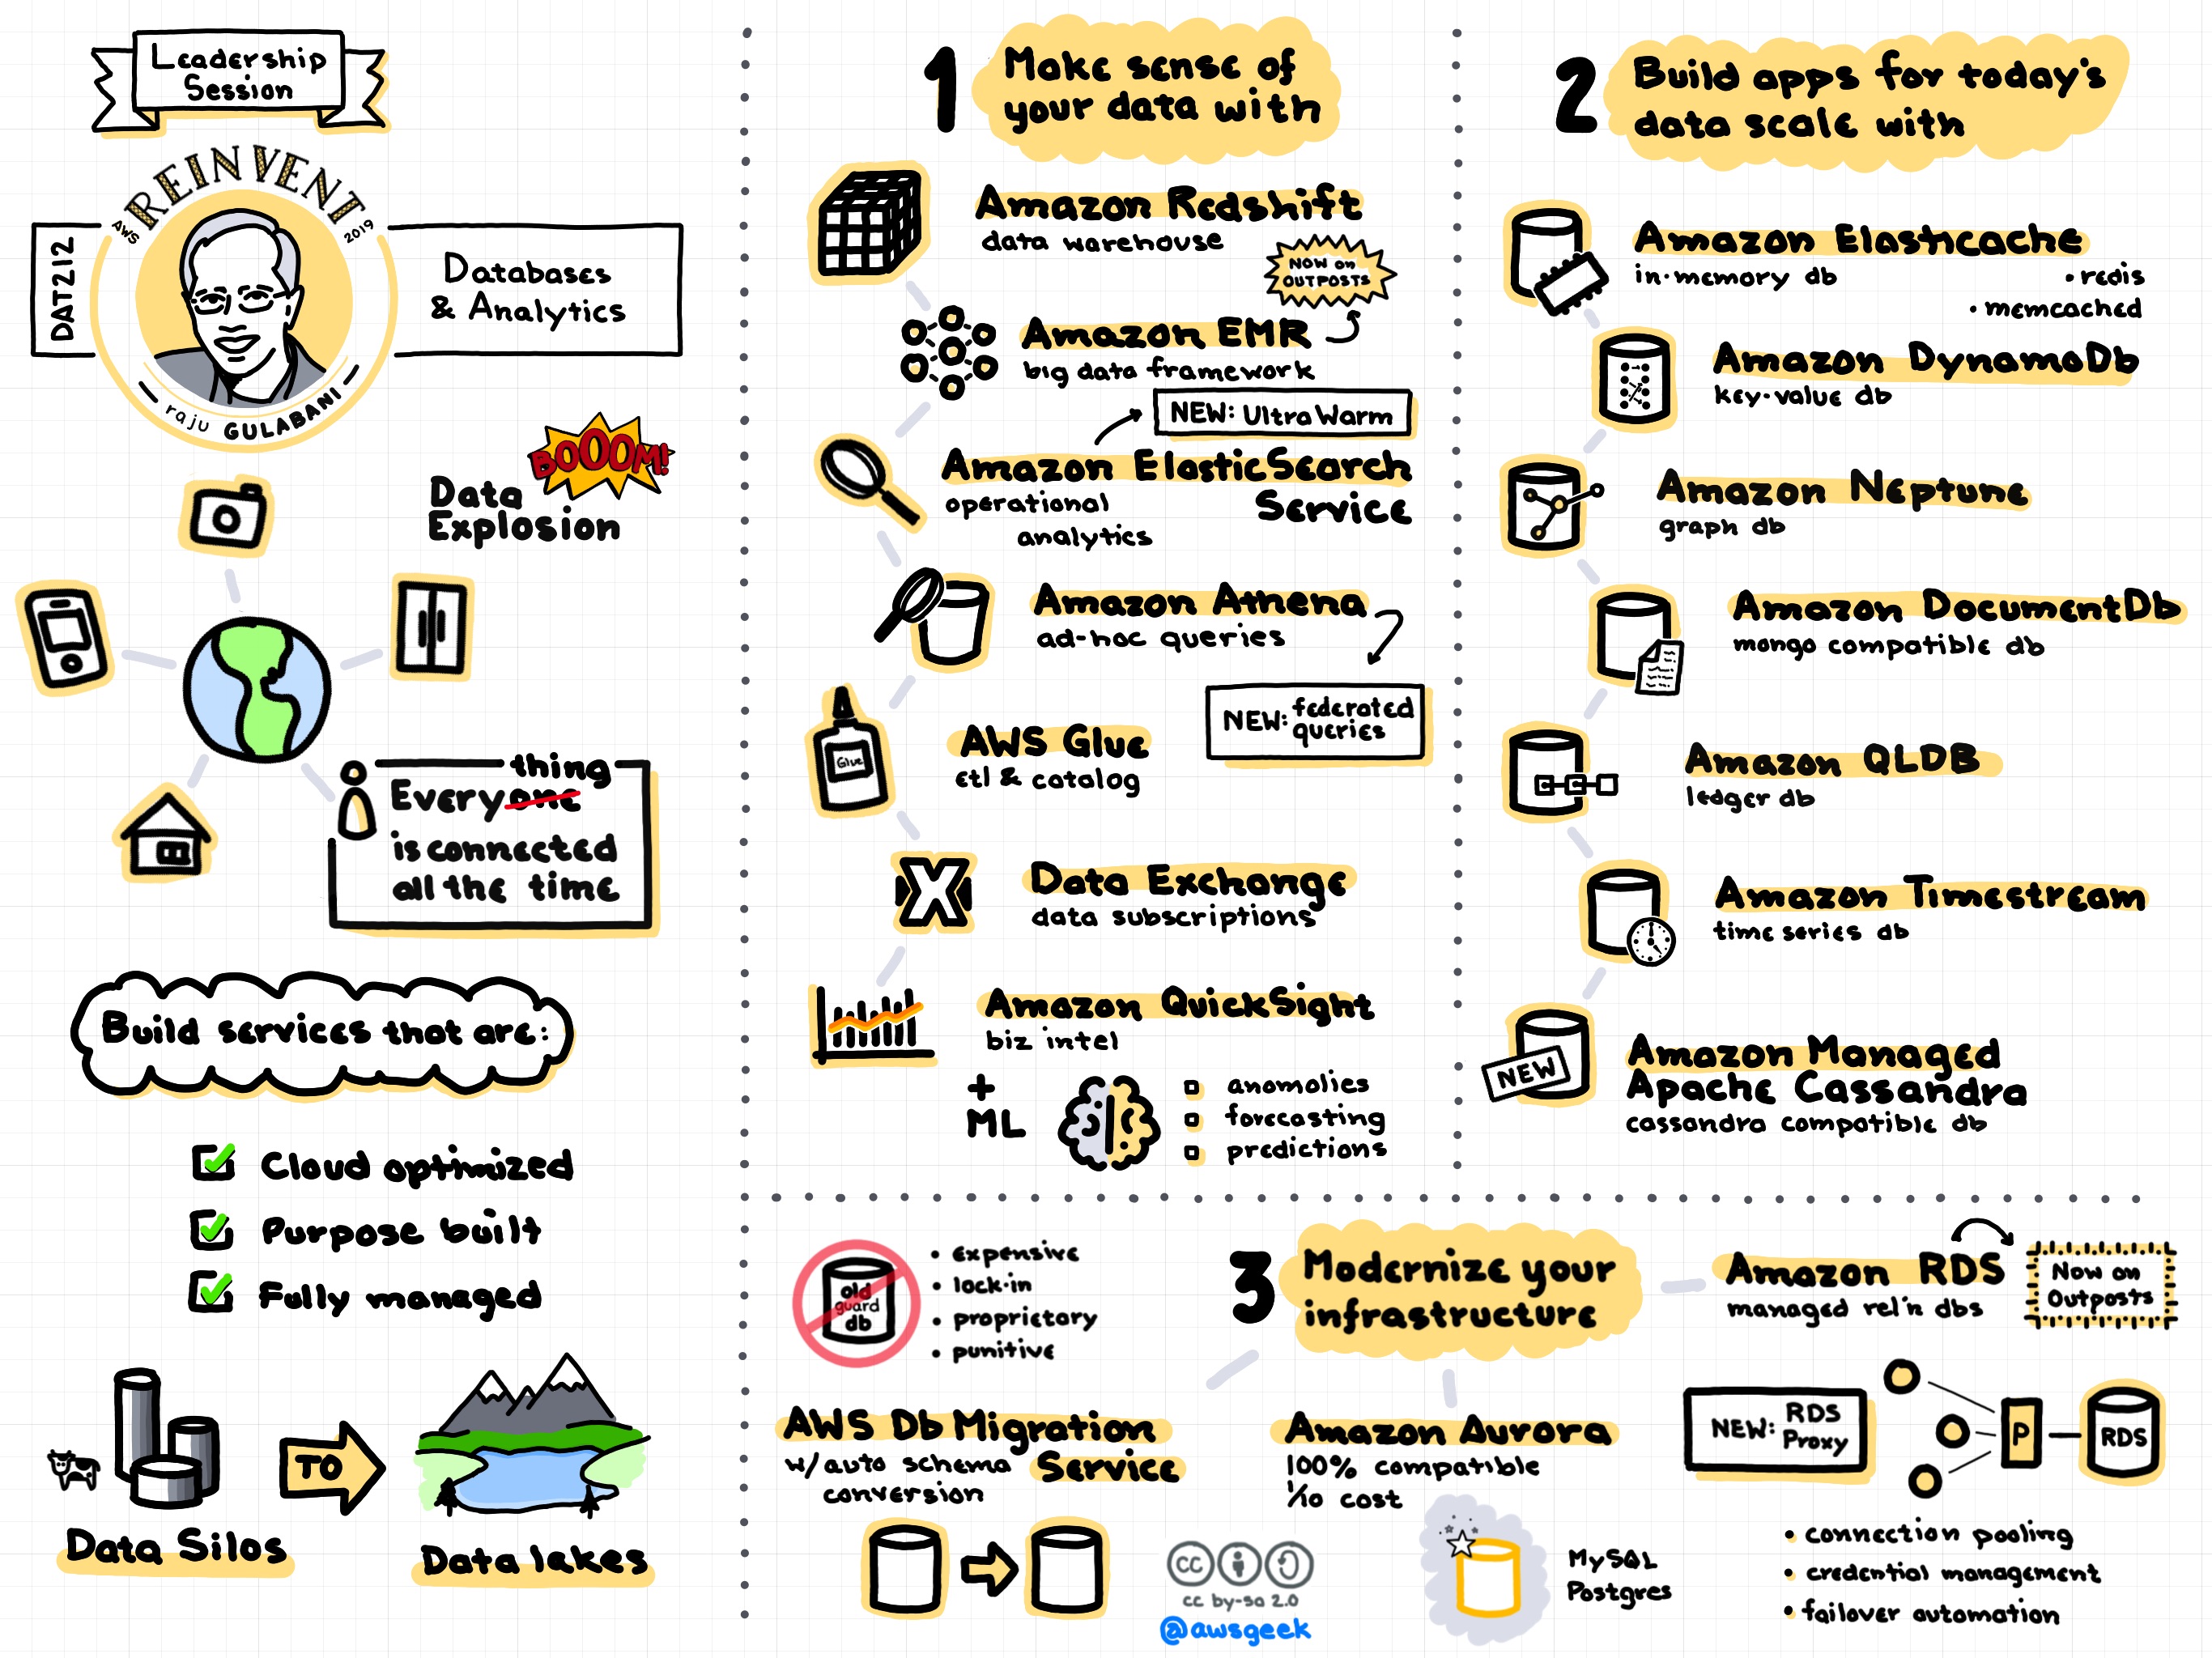 Leadership
Session
AWS REINVENT 2019
DAT212
Databases
& Analytics
raju GULABANI
BOOOM!
Data
Explosion
thing
Everyone
is connected
all the time
Build services that are:
Cloud optimized
Purpose built
Fully managed
TO
Data Silos
Data lakes
1 Make sense of
your data with
Amazon Redshift
data warehouse
NOW on
OUTPOSTS
Amazon EMR
big data framework
NEW: UltraWarm
Amazon ElasticSearch
Service
operational
analytics
Amazon Athena
ad-hoc queries
NEW: federated
queries
Glue
AWS Glue
etl & catalog
X
Data Exchange
data subscriptions
Amazon QuickSight
biz intel
+
ML
anomolies
forecasting
predictions
2 Build apps for today's
data scale with
Amazon Elasticache
in-memory db
• redis
• memcached
Amazon DynamoDb
key-value db
Amazon Neptune
graph db
Amazon DocumentDb
mongo compatible db
Amazon QLDB
ledger db
Amazon Timestream
time series db
NEW
Amazon Managed
Apache Cassandra
cassandra compatible db
old
guard
db
• expensive
• lock-in
• proprietary
• punitive
3 Modernize your
infrastructure
AWS Db Migration
Service
w/ auto schema
conversion
Amazon Aurora
100% compatible
1/10 cost
MySQL
Postgres
Amazon RDS
managed rel'n dbs
Now on
Outposts
NEW: RDS
Proxy
P
RDS
• connection pooling
• credential management
• failover automation
cc
cc by-sa 2.0
@awsgeek